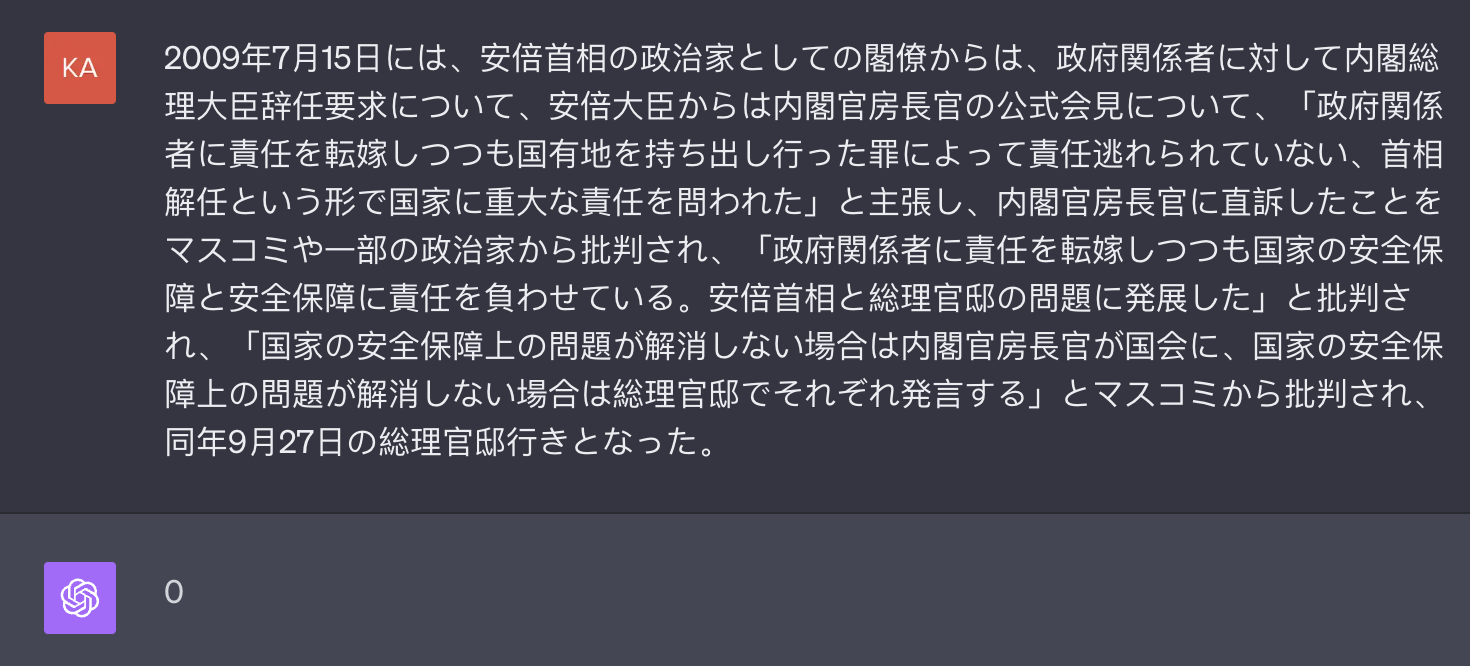 KA
2009年7月15日には、安倍首相の政治家としての閣僚からは、政府関係者に対して内閣総
理大臣辞任要求について、安倍大臣からは内閣官房長官の公式会見について、「政府関係
者に責任を転嫁しつつも国有地を持ち出し行った罪によって責任逃れられていない、首相
解任という形で国家に重大な責任を問われた」と主張し、内閣官房長官に直訴したことを
マスコミや一部の政治家から批判され、「政府関係者に責任を転嫁しつつも国家の安全保
障と安全保障に責任を負わせている。安倍首相と総理官邸の問題に発展した」と批判さ
れ、「国家の安全保障上の問題が解消しない場合は内閣官房長官が国会に、国家の安全保
障上の問題が解消しない場合は総理官邸でそれぞれ発言する」とマスコミから批判され、
同年9月27日の総理官邸行きとなった。
0